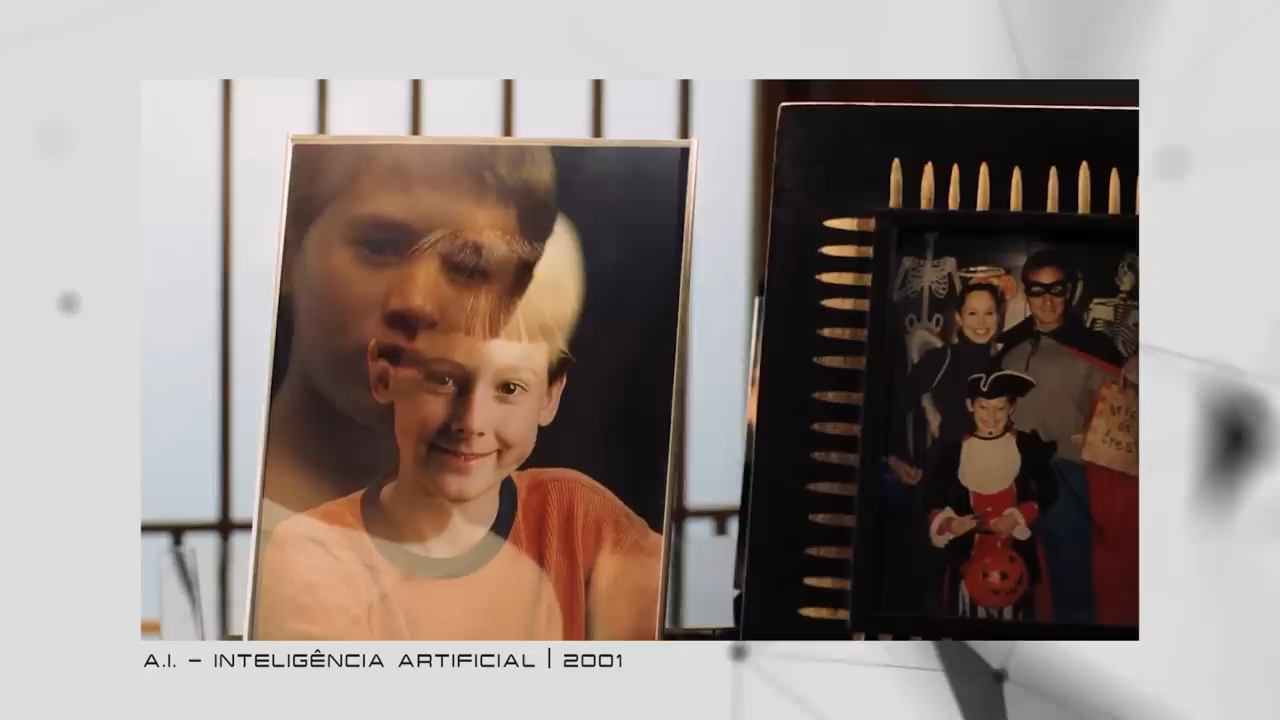 A.I. – INTELIGÊNCIA ARTIFICIAL | 2001